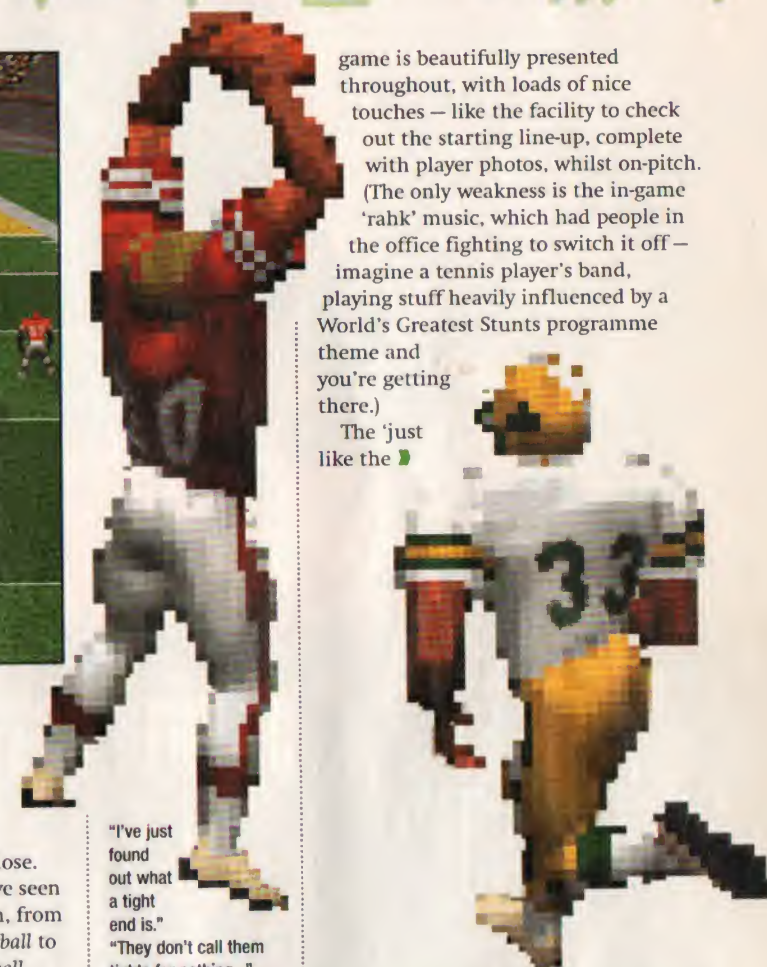 ose.
ve seen
, from
ball to
"I've just
found
out what
a tight
end is."
"They don't call them
game is beautifully presented
throughout, with loads of nice
touches — like the facility to check
out the starting line-up, complete
with player photos, whilst on-pitch.
(The only weakness is the in-game
'rahk' music, which had people in
the office fighting to switch it off —
imagine a tennis player's band,
playing stuff heavily influenced by a
World's Greatest Stunts programme
theme and
you're getting
there.)
The 'just
like the
0
33